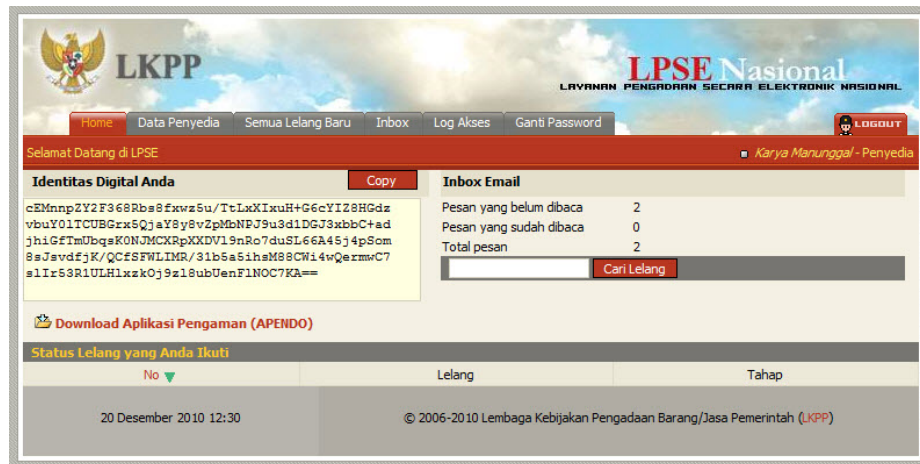 LKPP
LPSE Nasional
LAYANAN PENGADAAN SECARA ELEKTRONIK NASIONAL
Home Data Penyedia Semua Lelang Baru Inbox Log Akses Ganti Password
LOGOUT
Selamat Datang di LPSE Karya Manunggal - Penyedia
Identitas Digital Anda Copy Inbox Email
cEMnnpZY2F368Rbs8fxwz5u/TtLxXIxuH+G6cYIZ8HGdz
vbuY01TCUBGrx5QjaY8y8vZpMbNPJ9u3d1DGJ3xbbC+ad
jhiGfTmUbqsK0NJMCXRpXXDVl9nRo7duSL66A45j4pSom
8sJsvdfjK/QCfSFWLIMR/31b5a5ihsM88CWi4wQermwC7
slIr53R1ULHlxzkOj9zl8ubUenFlNOC7KA==
Pesan yang belum dibaca 2
Pesan yang sudah dibaca 0
Total pesan 2
Cari Lelang
Download Aplikasi Pengaman (APENDO)
Status Lelang yang Anda Ikuti
No Lelang Tahap
20 Desember 2010 12:30 © 2006-2010 Lembaga Kebijakan Pengadaan Barang/Jasa Pemerintah (LKPP)